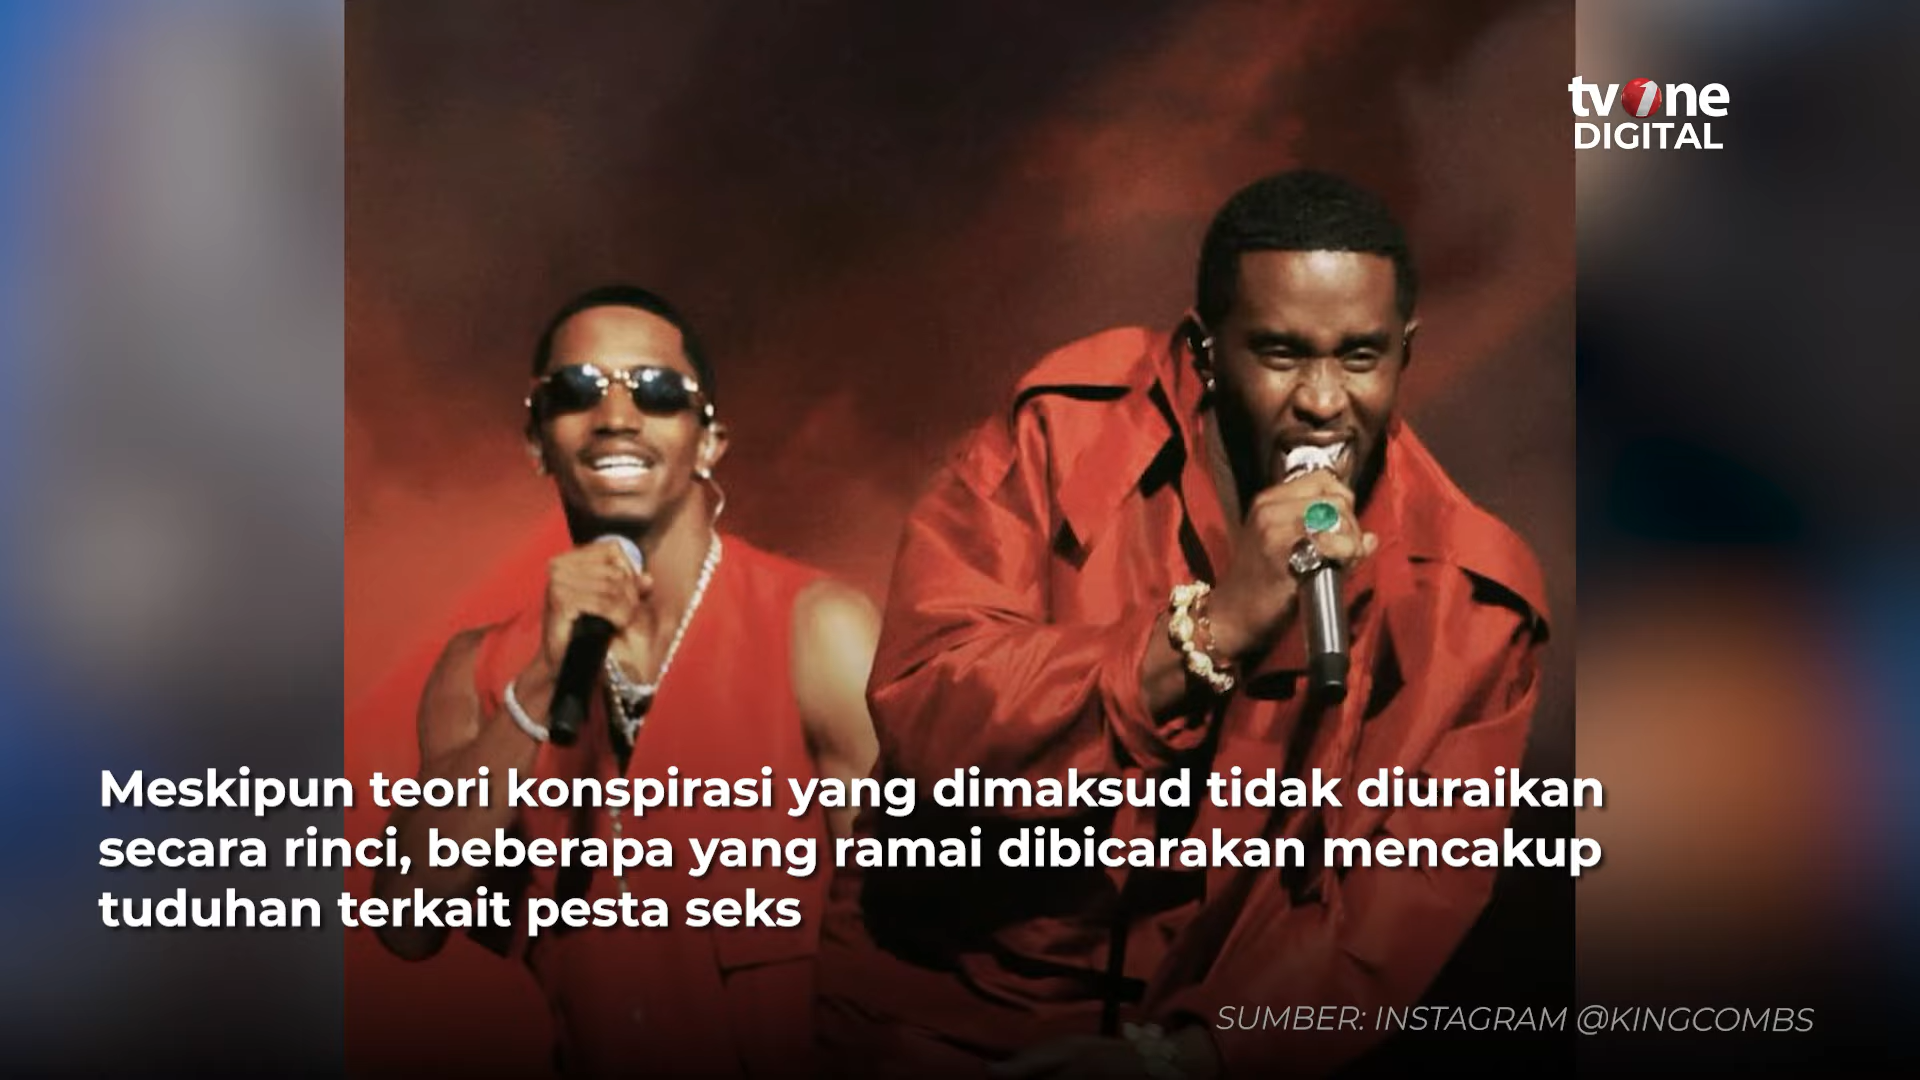 tvOne
DIGITAL
Meskipun teori konspirasi yang dimaksud tidak diuraikan
secara rinci, beberapa yang ramai dibicarakan mencakup
tuduhan terkait pesta seks
SUMBER: INSTAGRAM @KINGCOMBS